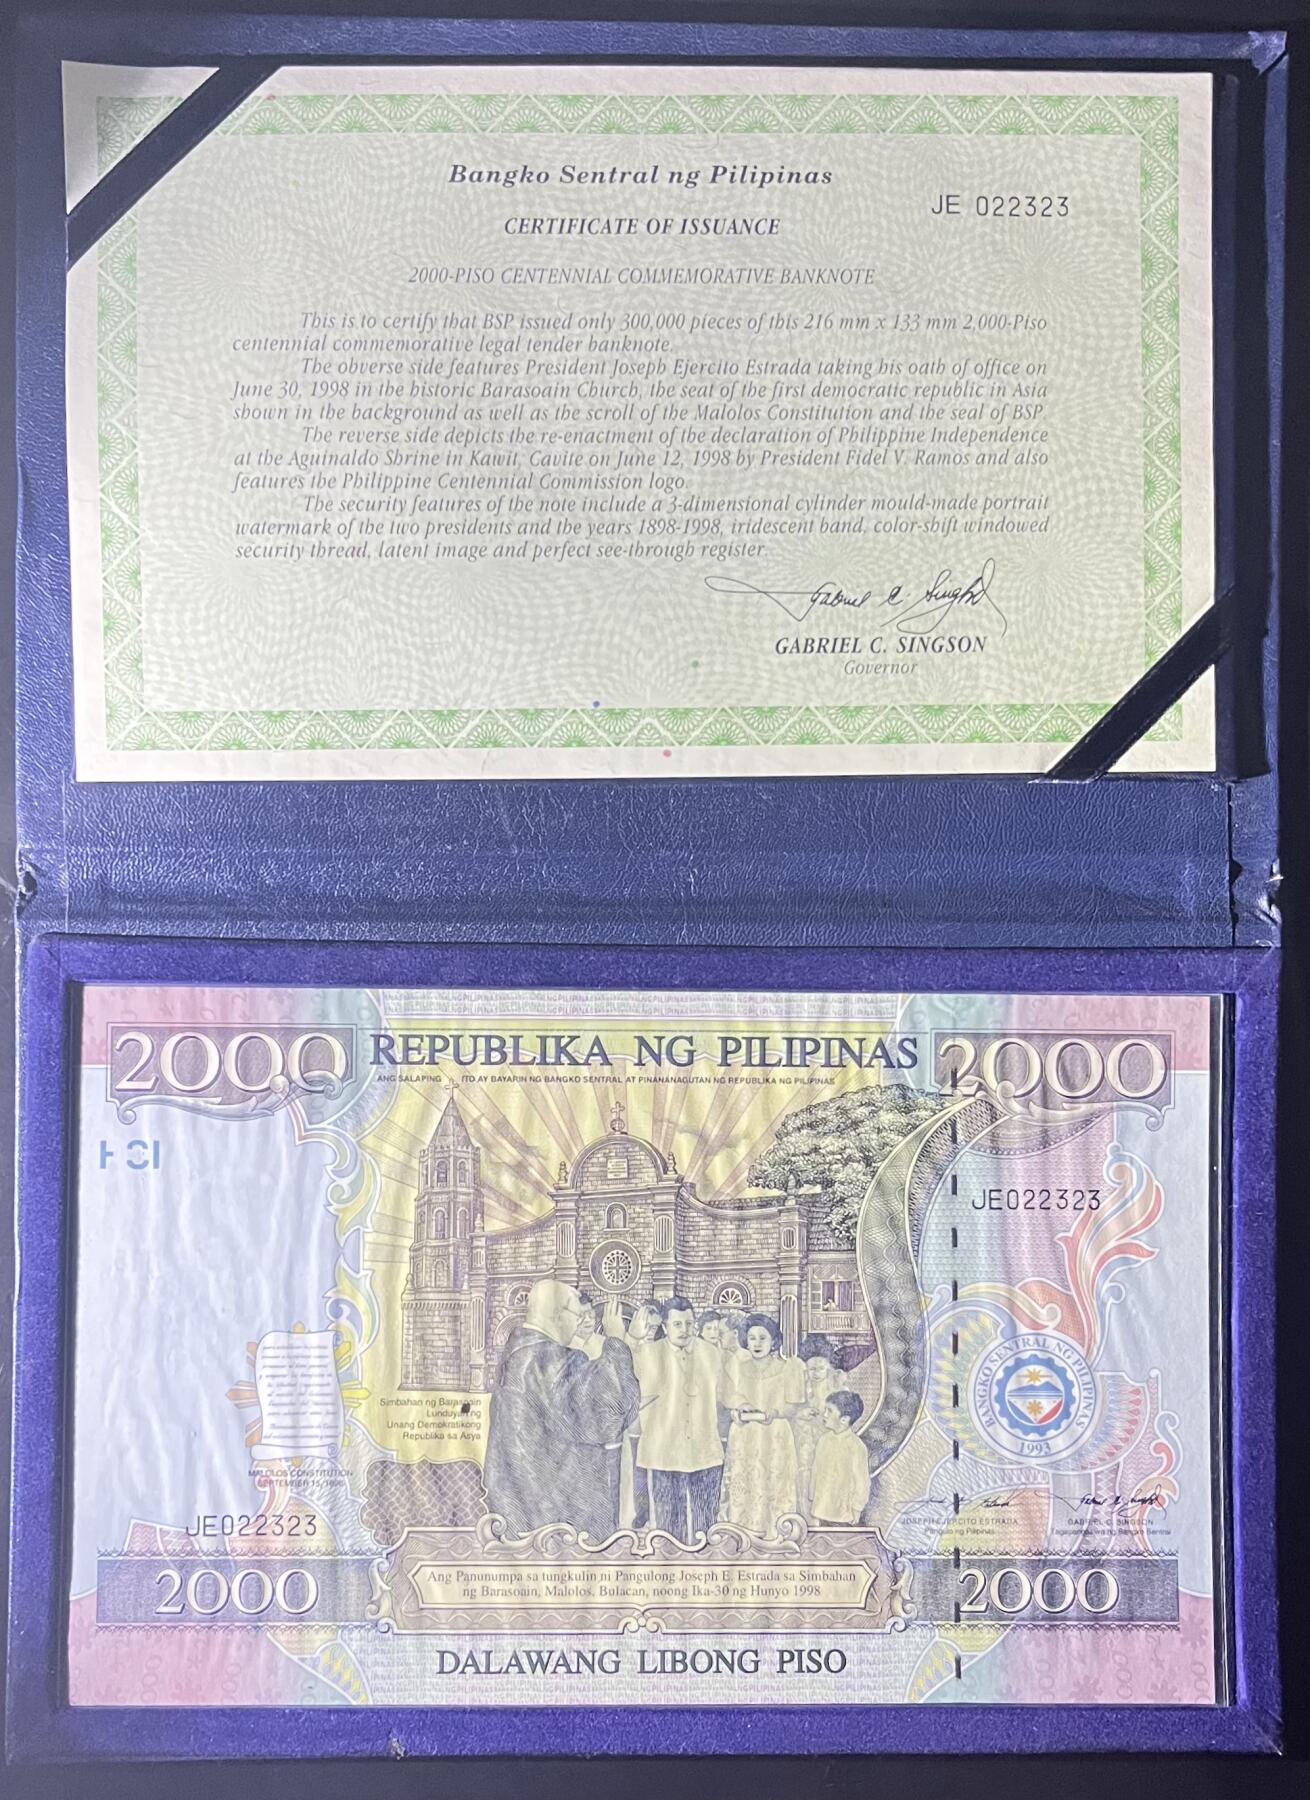 Bangko Sentral ng Pilipinas
JE 022323
CERTIFICATE OF ISSUANCE
2000-PISO CENTENNIAL COMMEMORATIVE BANKNOTE
This is to certify that BSP issued only 300,000 pieces of this 216 mm x 133 mm 2,000-Piso
centennial commemorative legal tender banknote.
The obverse side features President Joseph Ejercito Estrada taking his oath of office on
June 30, 1998 in the historic Barasoain Church, the seat of the first democratic republic in Asia
shown in the background as well as the scroll of the Malolos Constitution and the seal of BSP.
The reverse side depicts the re-enactment of the declaration of Philippine Independence
at the Aguinaldo Shrine in Kawit, Cavite on June 12, 1998 by President Fidel V. Ramos and also
features the Philippine Centennial Commission logo.
The security features of the note include a 3-dimensional cylinder mould-made portrait
watermark of the two presidents and the years 1898-1998, iridescent band, color-shift windowed
security thread, latent image and perfect see-through register.
Gabriel C. Singson
GABRIEL C. SINGSON
Governor
2000 REPUBLIKA NG PILIPINAS 2000
ANG SALAPING ITO AY BAYARIN NG BANGKO SENTRAL AT PINANANAGUTAN NG REPUBLIKA NG PILIPINAS
JE022323
Simbahan ng Barasoain
Lunduyan ng
Unang Demokratikong
Republika sa Asya
BANGKO SENTRAL NG PILIPINAS
1993
MALOLOS CONSTITUTION
SEPTEMBER 15, 1898
JOSEPH EJERCITO ESTRADA
Pangulo ng Pilipinas
GABRIEL C. SINGSON
Tagapangasiwa ng Bangko Sentral
JE022323
2000
Ang Panunumpa sa tungkulin ni Pangulong Joseph E. Estrada sa Simbahan
ng Barasoain, Malolos, Bulacan, noong Ika-30 ng Hunyo 1998
2000
DALAWANG LIBONG PISO